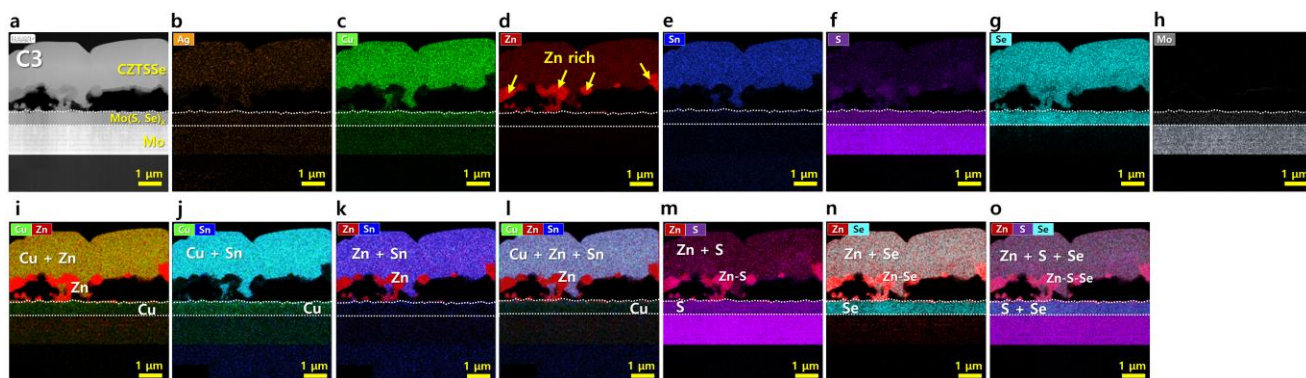 a
C3
CZTSSe
Mo(S, Se)x
Mo
1 μm
b
Ag
1 μm
c
Cu
1 μm
d
Zn
Zn rich
1 μm
e
Sn
1 μm
f
S
1 μm
g
Se
1 μm
h
Mo
1 μm
i
Cu Zn
Cu + Zn
Zn
Cu
1 μm
j
Cu Sn
Cu + Sn
Cu
1 μm
k
Zn Sn
Zn + Sn
Zn
1 μm
l
Cu Zn Sn
Cu + Zn + Sn
Zn
Cu
1 μm
m
Zn S
Zn + S
Zn-S
S
1 μm
n
Zn Se
Zn + Se
Zn-Se
Se
1 μm
o
Zn S Se
Zn + S + Se
Zn-S-Se
S + Se
1 μm